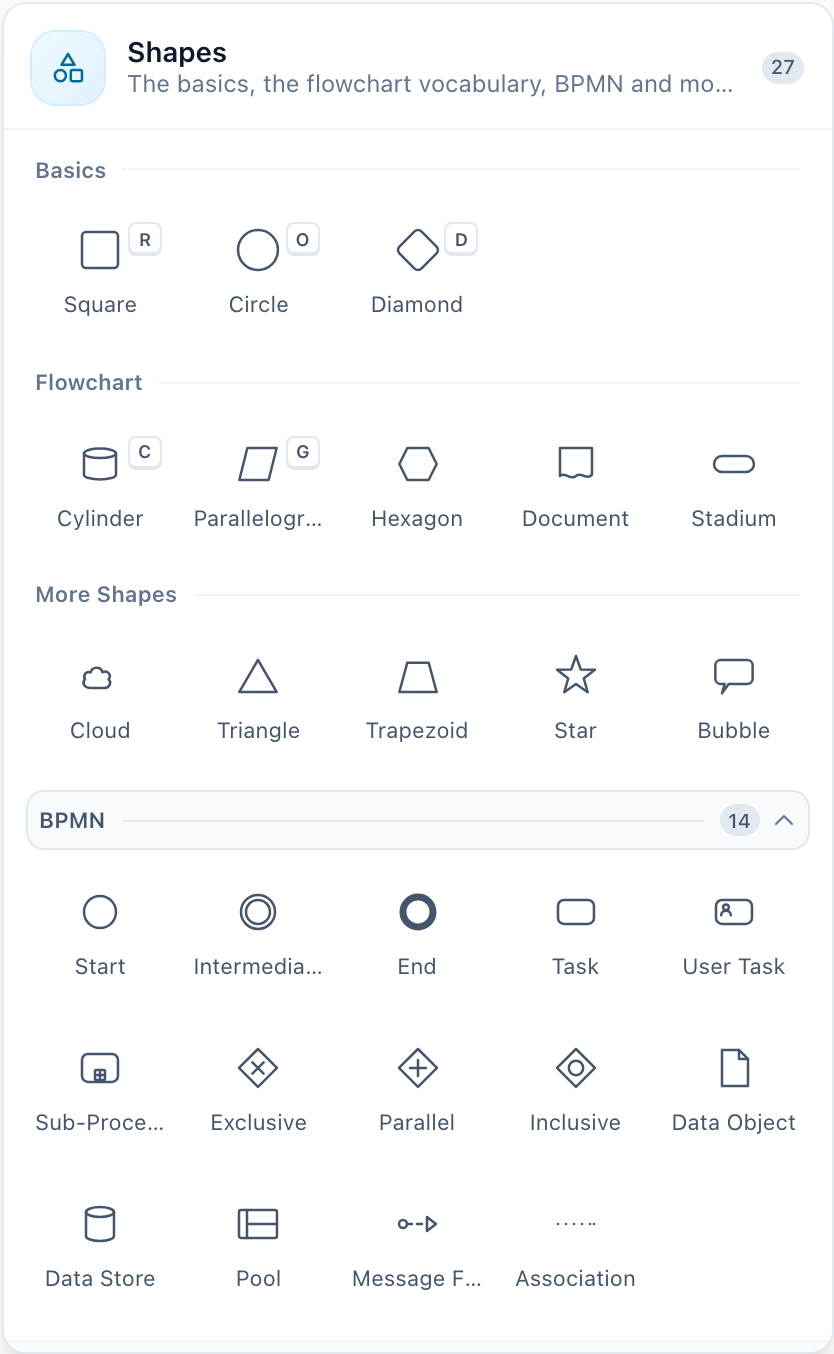 Shapes
The basics, the flowchart vocabulary, BPMN and mo...
27
Basics
R
O
D
Square
Circle
Diamond
Flowchart
C
G
Cylinder
Parallelogr...
Hexagon
Document
Stadium
More Shapes
Cloud
Triangle
Trapezoid
Star
Bubble
BPMN
14
Start
Intermedia...
End
Task
User Task
Sub-Proce...
Exclusive
Parallel
Inclusive
Data Object
Data Store
Pool
Message F...
Association